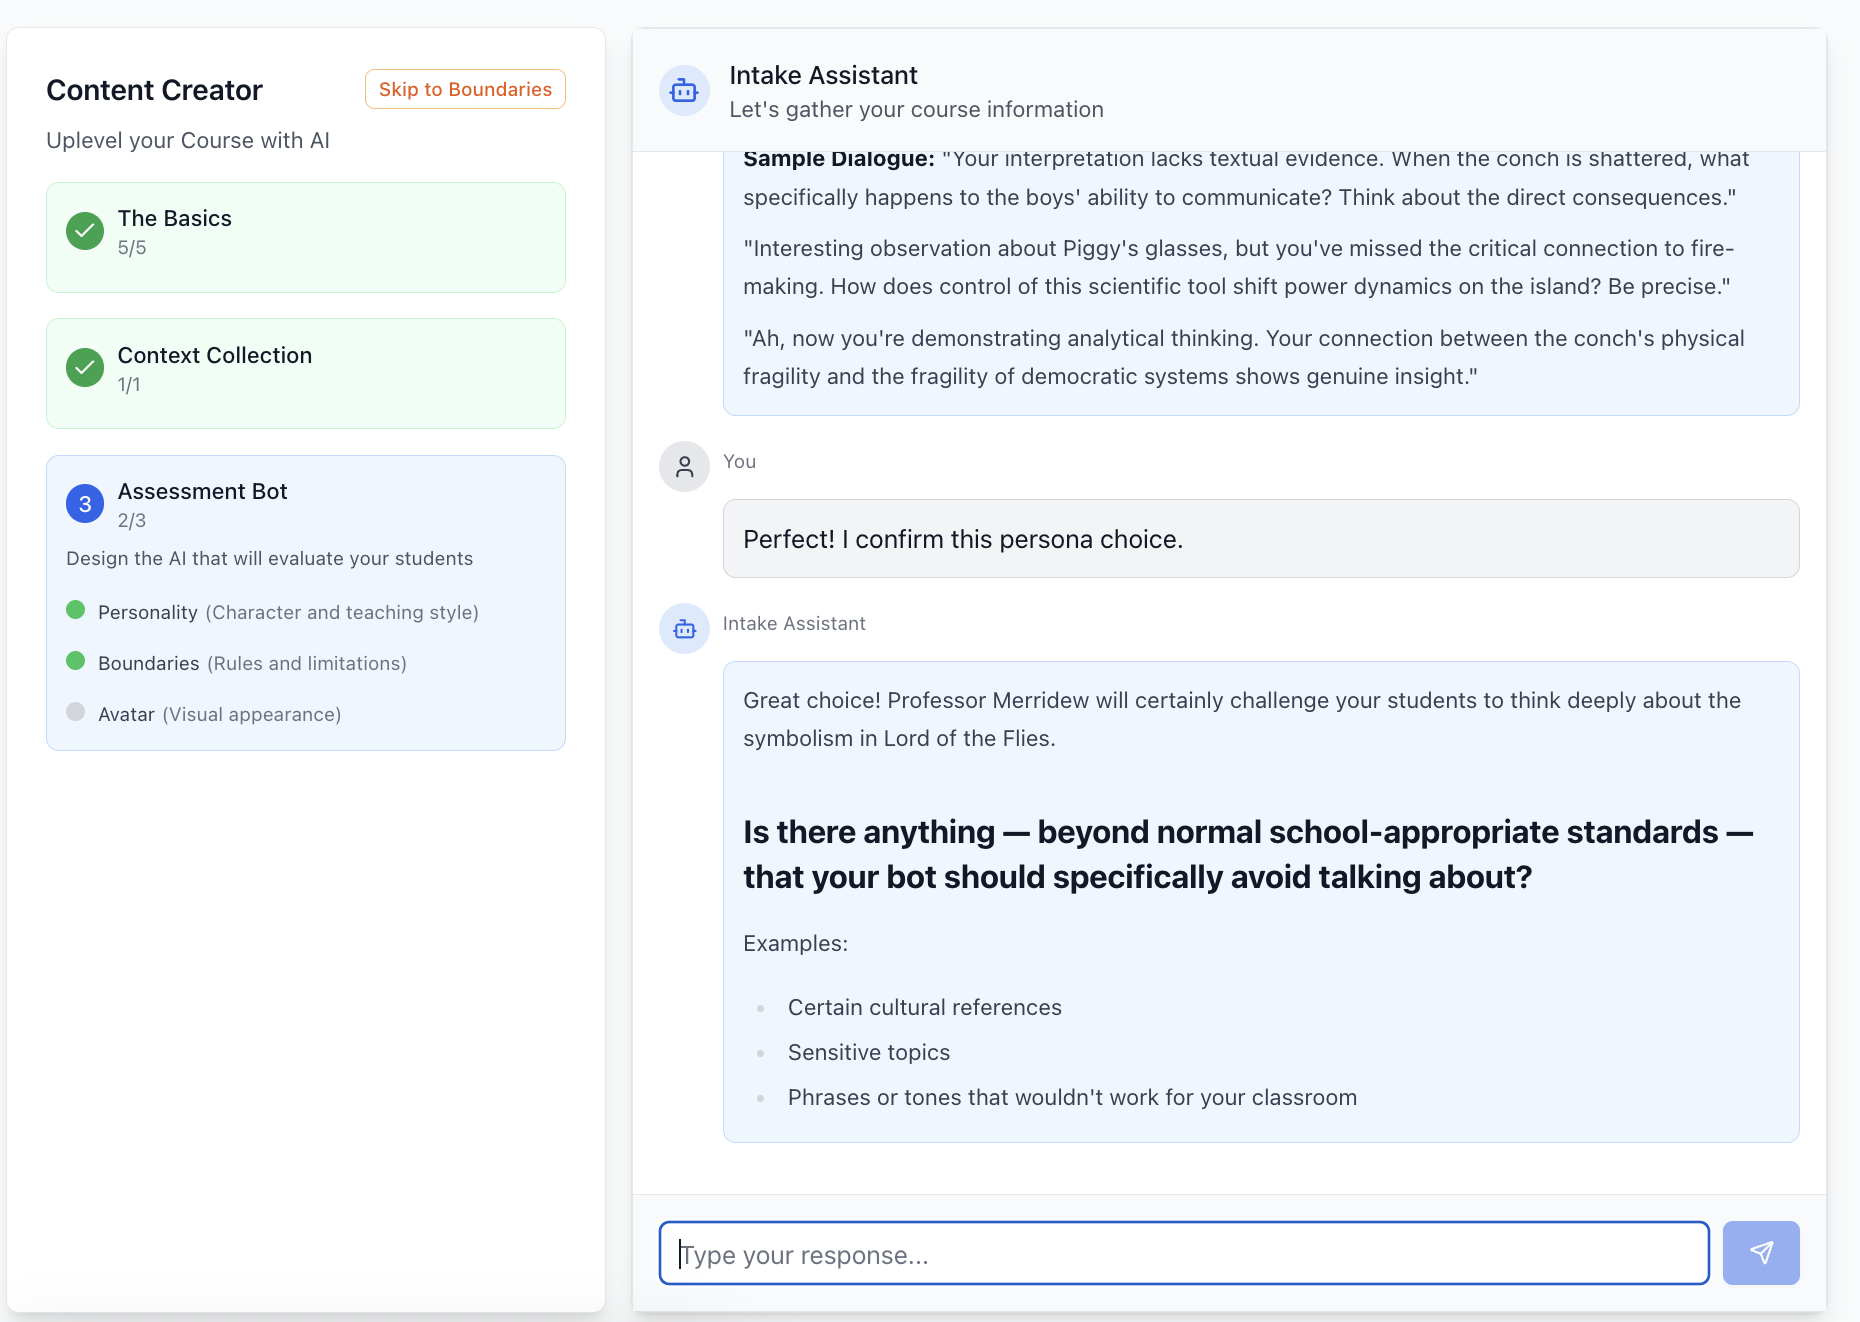 Content Creator
Skip to Boundaries
Uplevel your Course with AI
The Basics
5/5
Context Collection
1/1
3
Assessment Bot
2/3
Design the AI that will evaluate your students
Personality (Character and teaching style)
Boundaries (Rules and limitations)
Avatar (Visual appearance)
Intake Assistant
Let's gather your course information
Sample Dialogue: "Your interpretation lacks textual evidence. When the conch is shattered, what
specifically happens to the boys' ability to communicate? Think about the direct consequences."
"Interesting observation about Piggy's glasses, but you've missed the critical connection to fire-
making. How does control of this scientific tool shift power dynamics on the island? Be precise."
"Ah, now you're demonstrating analytical thinking. Your connection between the conch's physical
fragility and the fragility of democratic systems shows genuine insight."
You
Perfect! I confirm this persona choice.
Intake Assistant
Great choice! Professor Merridew will certainly challenge your students to think deeply about the
symbolism in Lord of the Flies.
Is there anything — beyond normal school-appropriate standards —
that your bot should specifically avoid talking about?
Examples:
• Certain cultural references
• Sensitive topics
• Phrases or tones that wouldn't work for your classroom
Type your response...